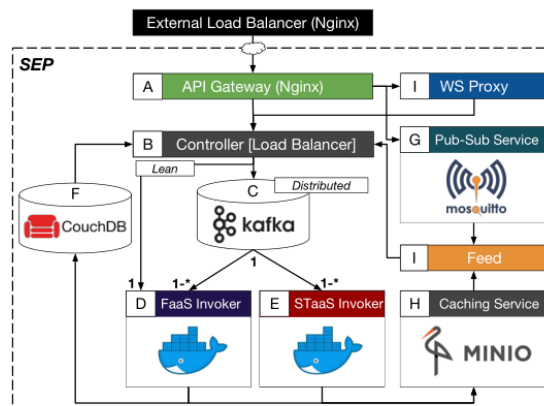 External Load Balancer (Nginx)
SEP
A API Gateway (Nginx)
I WS Proxy
B Controller [Load Balancer]
G Pub-Sub Service
mosquitto
Lean
Distributed
F
CouchDB
C
kafka
I Feed
1
1
1-*
1-*
D FaaS Invoker
E STaaS Invoker
H Caching Service
MINIO